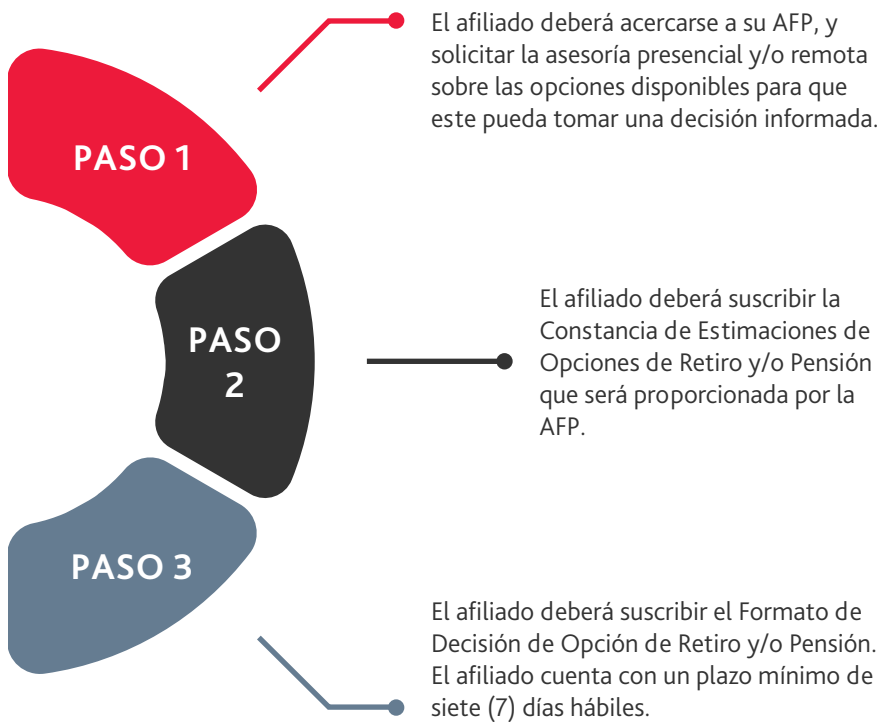 PASO 1
El afiliado deberá acercarse a su AFP, y
solicitar la asesoría presencial y/o remota
sobre las opciones disponibles para que
este pueda tomar una decisión informada.
PASO
2
El afiliado deberá suscribir la
Constancia de Estimaciones de
Opciones de Retiro y/o Pensión
que será proporcionada por la
AFP.
PASO 3
El afiliado deberá suscribir el Formato de
Decisión de Opción de Retiro y/o Pensión.
El afiliado cuenta con un plazo mínimo de
siete (7) días hábiles.